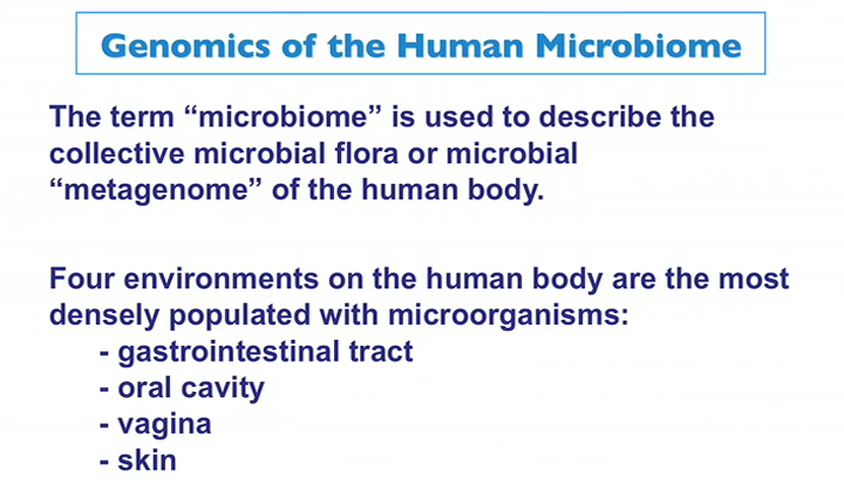 Genomics of the Human Microbiome
The term “microbiome” is used to describe the
collective microbial flora or microbial
“metagenome” of the human body.
Four environments on the human body are the most
densely populated with microorganisms:
- gastrointestinal tract
- oral cavity
- vagina
- skin